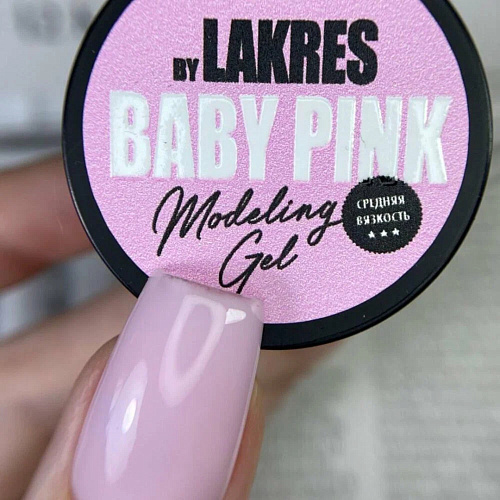 BY LAKRES
BABY PINK
Modeling
Gel
СРЕДНЯЯ
ВЯЗКОСТЬ